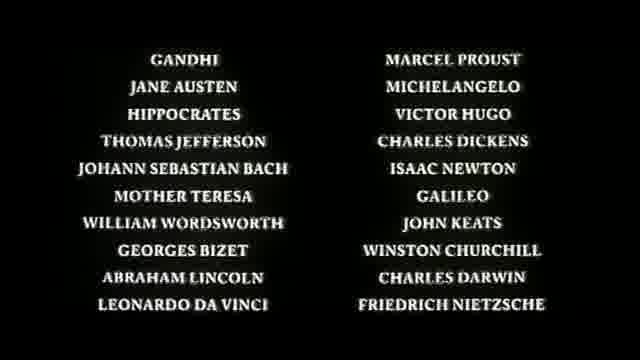 GANDHI
JANE AUSTEN
HIPPOCRATES
THOMAS JEFFERSON
JOHANN SEBASTIAN BACH
MOTHER TERESA
WILLIAM WORDSWORTH
GEORGES BIZET
ABRAHAM LINCOLN
LEONARDO DA VINCI
MARCEL PROUST
MICHELANGELO
VICTOR HUGO
CHARLES DICKENS
ISAAC NEWTON
GALILEO
JOHN KEATS
WINSTON CHURCHILL
CHARLES DARWIN
FRIEDRICH NIETZSCHE